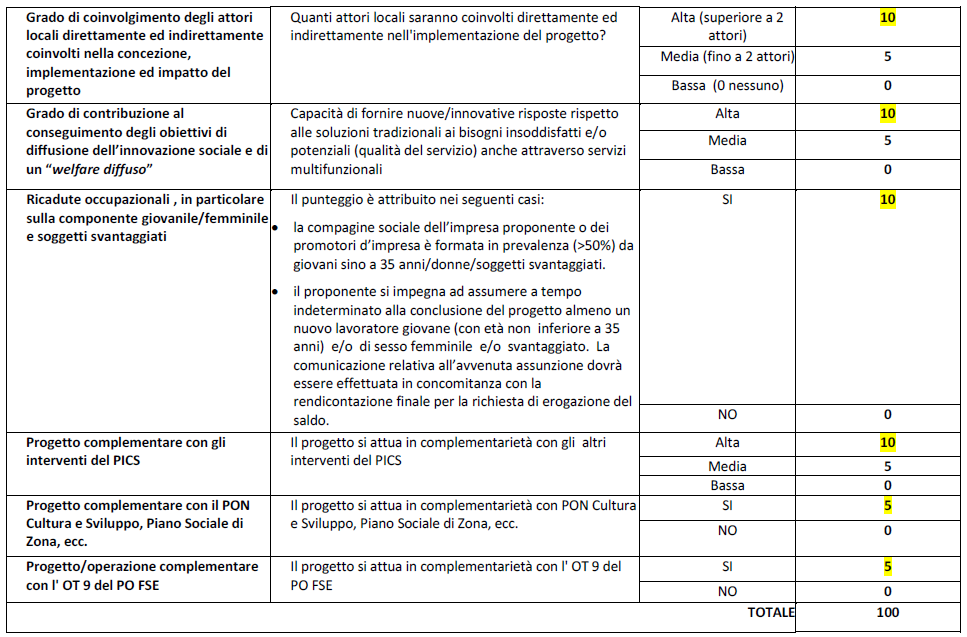 Grado di coinvolgimento degli attori
locali direttamente ed indirettamente
coinvolti nella concezione,
implementazione ed impatto del
progetto
Quanti attori locali saranno coinvolti direttamente ed
indirettamente nell'implementazione del progetto?
Alta (superiore a 2
attori)
10
Media (fino a 2 attori)
5
Bassa (0 nessuno)
0
Grado di contribuzione al
conseguimento degli obiettivi di
diffusione dell'innovazione sociale e di
un "welfare diffuso"
Capacità di fornire nuove/innovative risposte rispetto
alle soluzioni tradizionali ai bisogni insoddisfatti e/o
potenziali (qualità del servizio) anche attraverso servizi
multifunzionali
Alta
10
Media
5
Bassa
0
Ricadute occupazionali , in particolare
sulla componente giovanile/femminile
e soggetti svantaggiati
Il punteggio è attribuito nei seguenti casi:
• la compagine sociale dell'impresa proponente o dei
promotori d'impresa è formata in prevalenza (>50%) da
giovani sino a 35 anni/donne/soggetti svantaggiati.
• il proponente si impegna ad assumere a tempo
indeterminato alla conclusione del progetto almeno un
nuovo lavoratore giovane (con età non inferiore a 35
anni) e/o di sesso femminile e/o svantaggiato. La
comunicazione relativa all'avvenuta assunzione dovrà
essere effettuata in concomitanza con la
rendicontazione finale per la richiesta di erogazione del
saldo.
SI
10
NO
0
Progetto complementare con gli
interventi del PICS
Il progetto si attua in complementarietà con gli altri
interventi del PICS
Alta
10
Media
5
Bassa
0
Progetto complementare con il PON
Cultura e Sviluppo, Piano Sociale di
Zona, ecc.
Il progetto si attua in complementarietà con PON Cultura
e Sviluppo, Piano Sociale di Zona, ecc.
SI
5
NO
0
Progetto/operazione complementare
con l' OT 9 del PO FSE
Il progetto si attua in complementarietà con l' OT 9 del
PO FSE
SI
5
NO
0
TOTALE
100